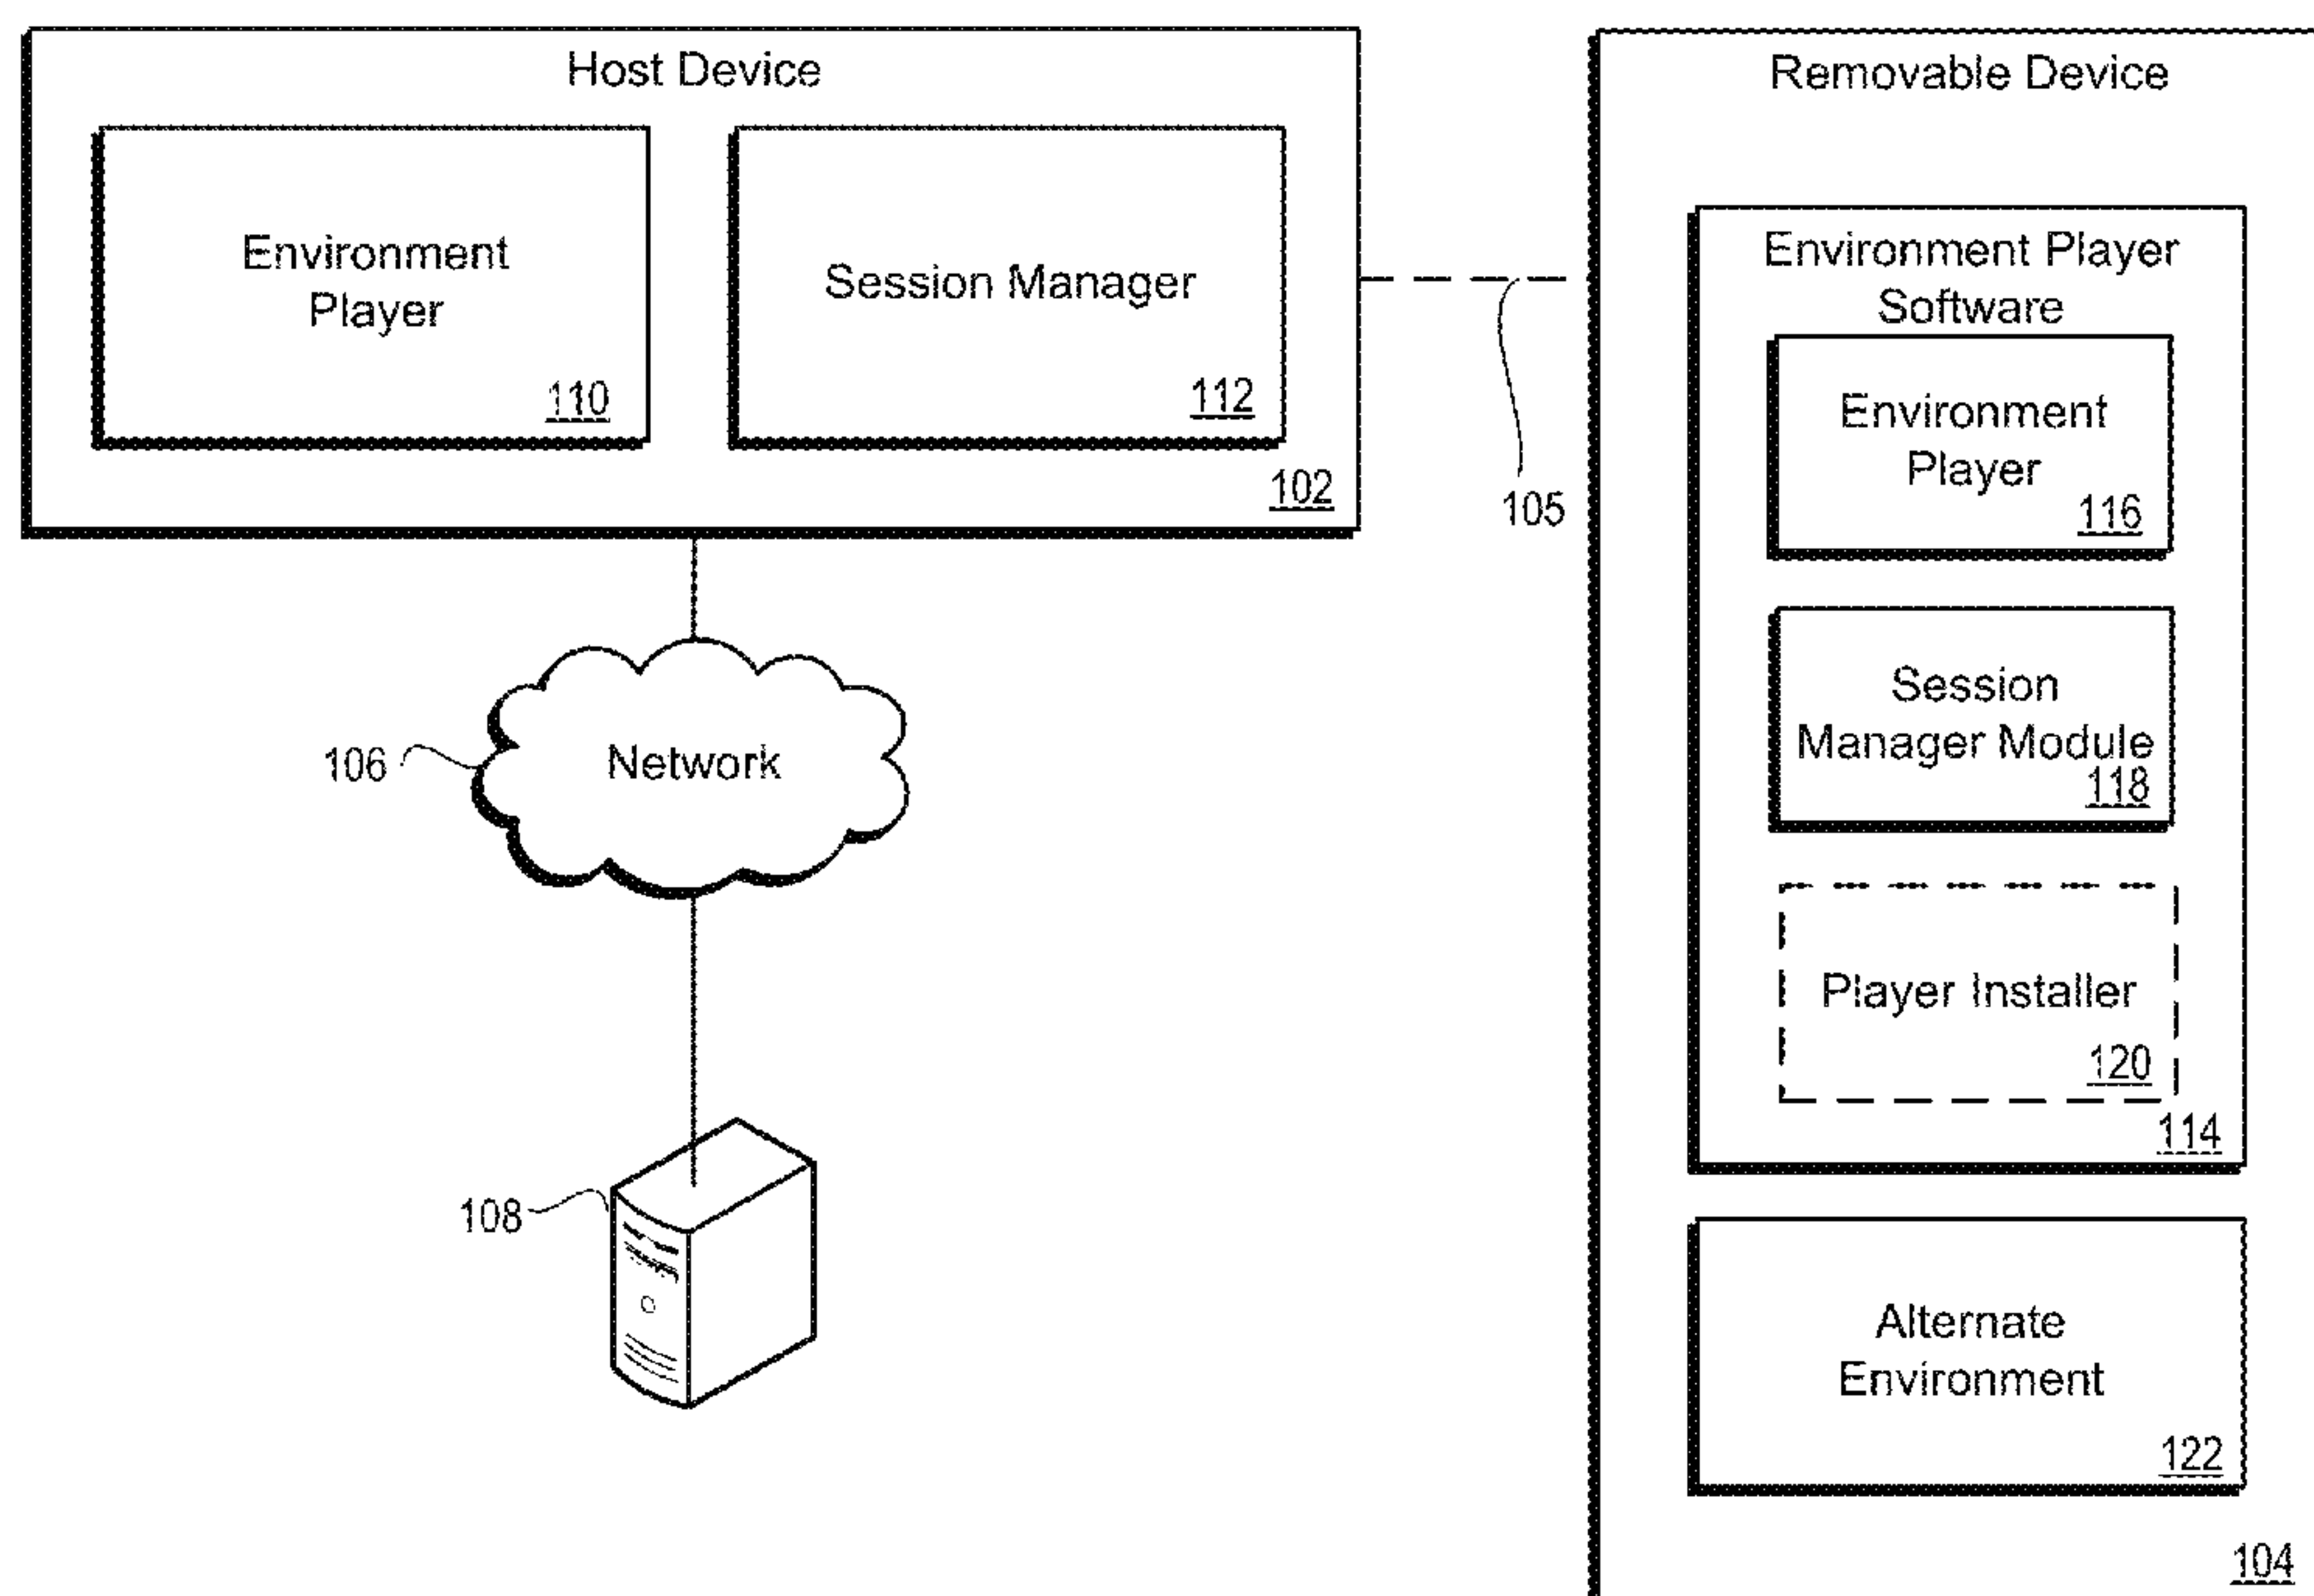 Host Device
Environment
Player
110
Session Manager
112
102
105
Removable Device
Environment Player
Software
Environment
Player
116
Session
Manager Module
118
Player Installer
120
114
Alternate
Environment
122
104
106
Network
108